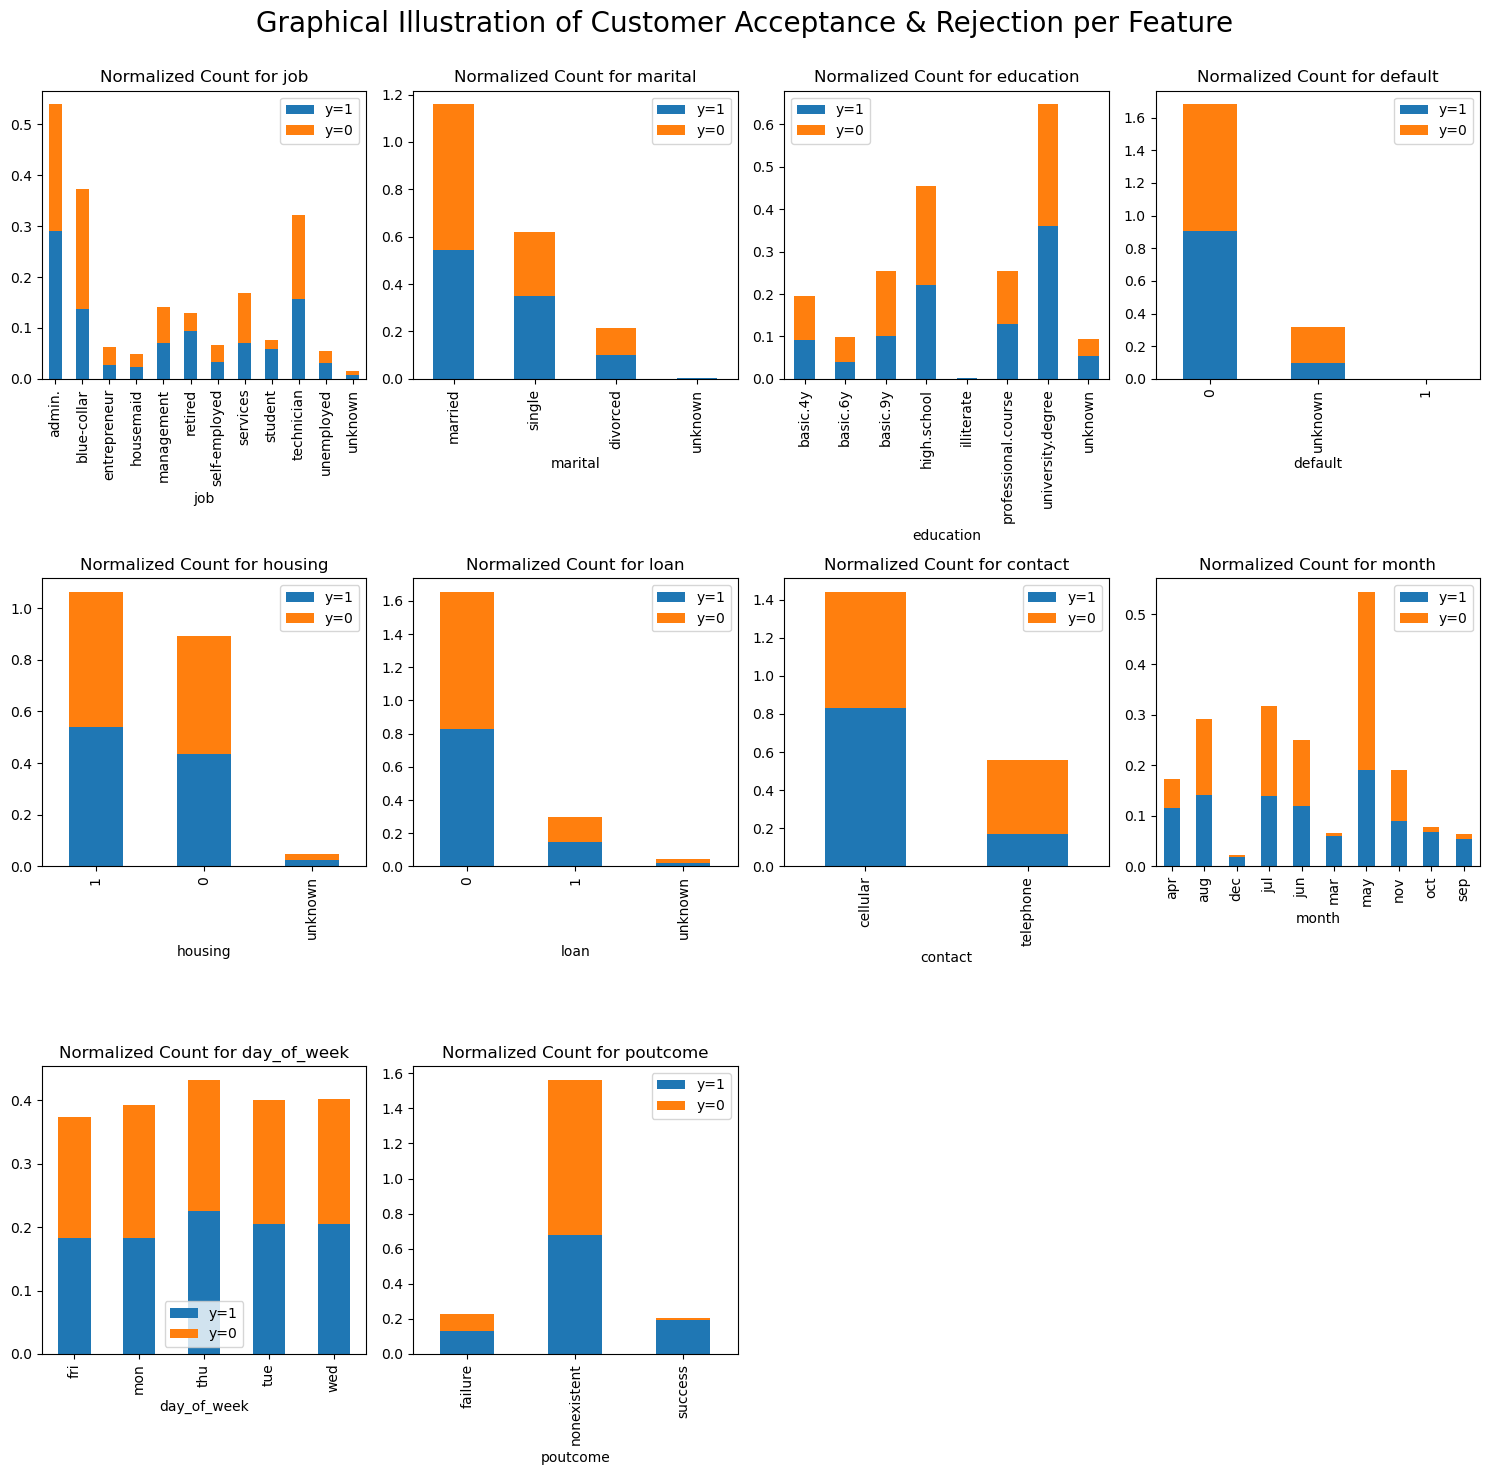 Graphical Illustration of Customer Acceptance & Rejection per Feature
Normalized Count for job
y=1
y=0
0.5
0.4
0.3
0.2
0.1
0.0
admin.
blue-collar
entrepreneur
housemaid
management
retired
self-employed
services
student
technician
unemployed
unknown
job
Normalized Count for marital
y=1
y=0
1.2
1.0
0.8
0.6
0.4
0.2
0.0
married
single
divorced
unknown
marital
Normalized Count for education
y=1
y=0
0.6
0.5
0.4
0.3
0.2
0.1
0.0
basic.4y
basic.6y
basic.9y
high.school
illiterate
professional.course
university.degree
unknown
education
Normalized Count for default
y=1
y=0
1.6
1.4
1.2
1.0
0.8
0.6
0.4
0.2
0.0
0
unknown
1
default
Normalized Count for housing
y=1
y=0
1.0
0.8
0.6
0.4
0.2
0.0
1
0
unknown
housing
Normalized Count for loan
y=1
y=0
1.6
1.4
1.2
1.0
0.8
0.6
0.4
0.2
0.0
0
1
unknown
loan
Normalized Count for contact
y=1
y=0
1.4
1.2
1.0
0.8
0.6
0.4
0.2
0.0
cellular
telephone
contact
Normalized Count for month
y=1
y=0
0.5
0.4
0.3
0.2
0.1
0.0
apr
aug
dec
jul
jun
mar
may
nov
oct
sep
month
Normalized Count for day_of_week
0.4
0.3
0.2
0.1
0.0
y=1
y=0
fri
mon
thu
tue
wed
day_of_week
Normalized Count for poutcome
y=1
y=0
1.6
1.4
1.2
1.0
0.8
0.6
0.4
0.2
0.0
failure
nonexistent
success
poutcome